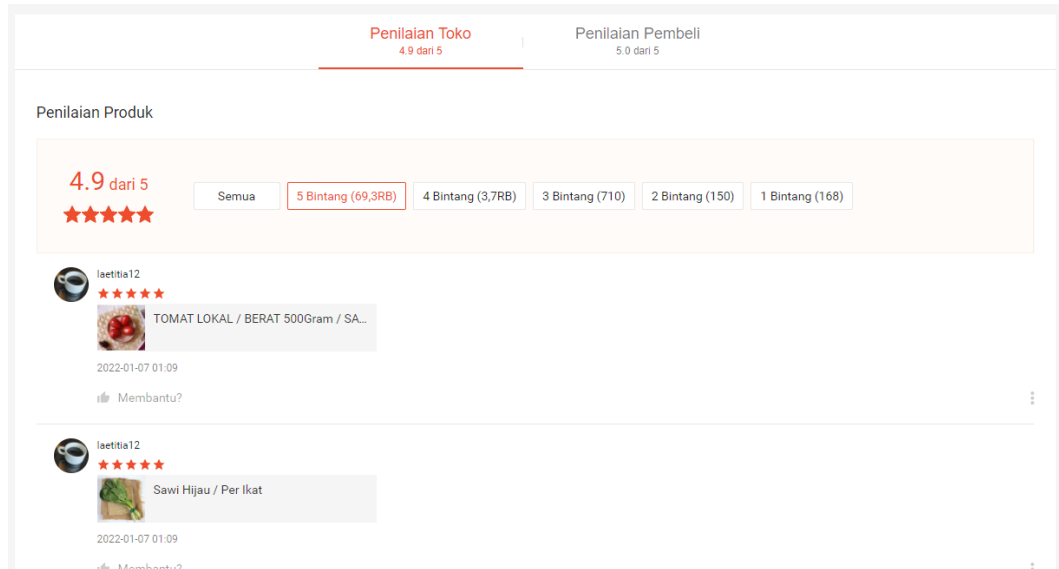 Penilaian Toko
4.9 dari 5
Penilaian Pembeli
5.0 dari 5
Penilaian Produk
4.9 dari 5
Semua
5 Bintang (69,3RB)
4 Bintang (3,7RB)
3 Bintang (710)
2 Bintang (150)
1 Bintang (168)
laetitia12
TOMAT LOKAL / BERAT 500Gram / SA...
2022-01-07 01:09
Membantu?
laetitia12
Sawi Hijau / Per Ikat
2022-01-07 01:09
Membantu?